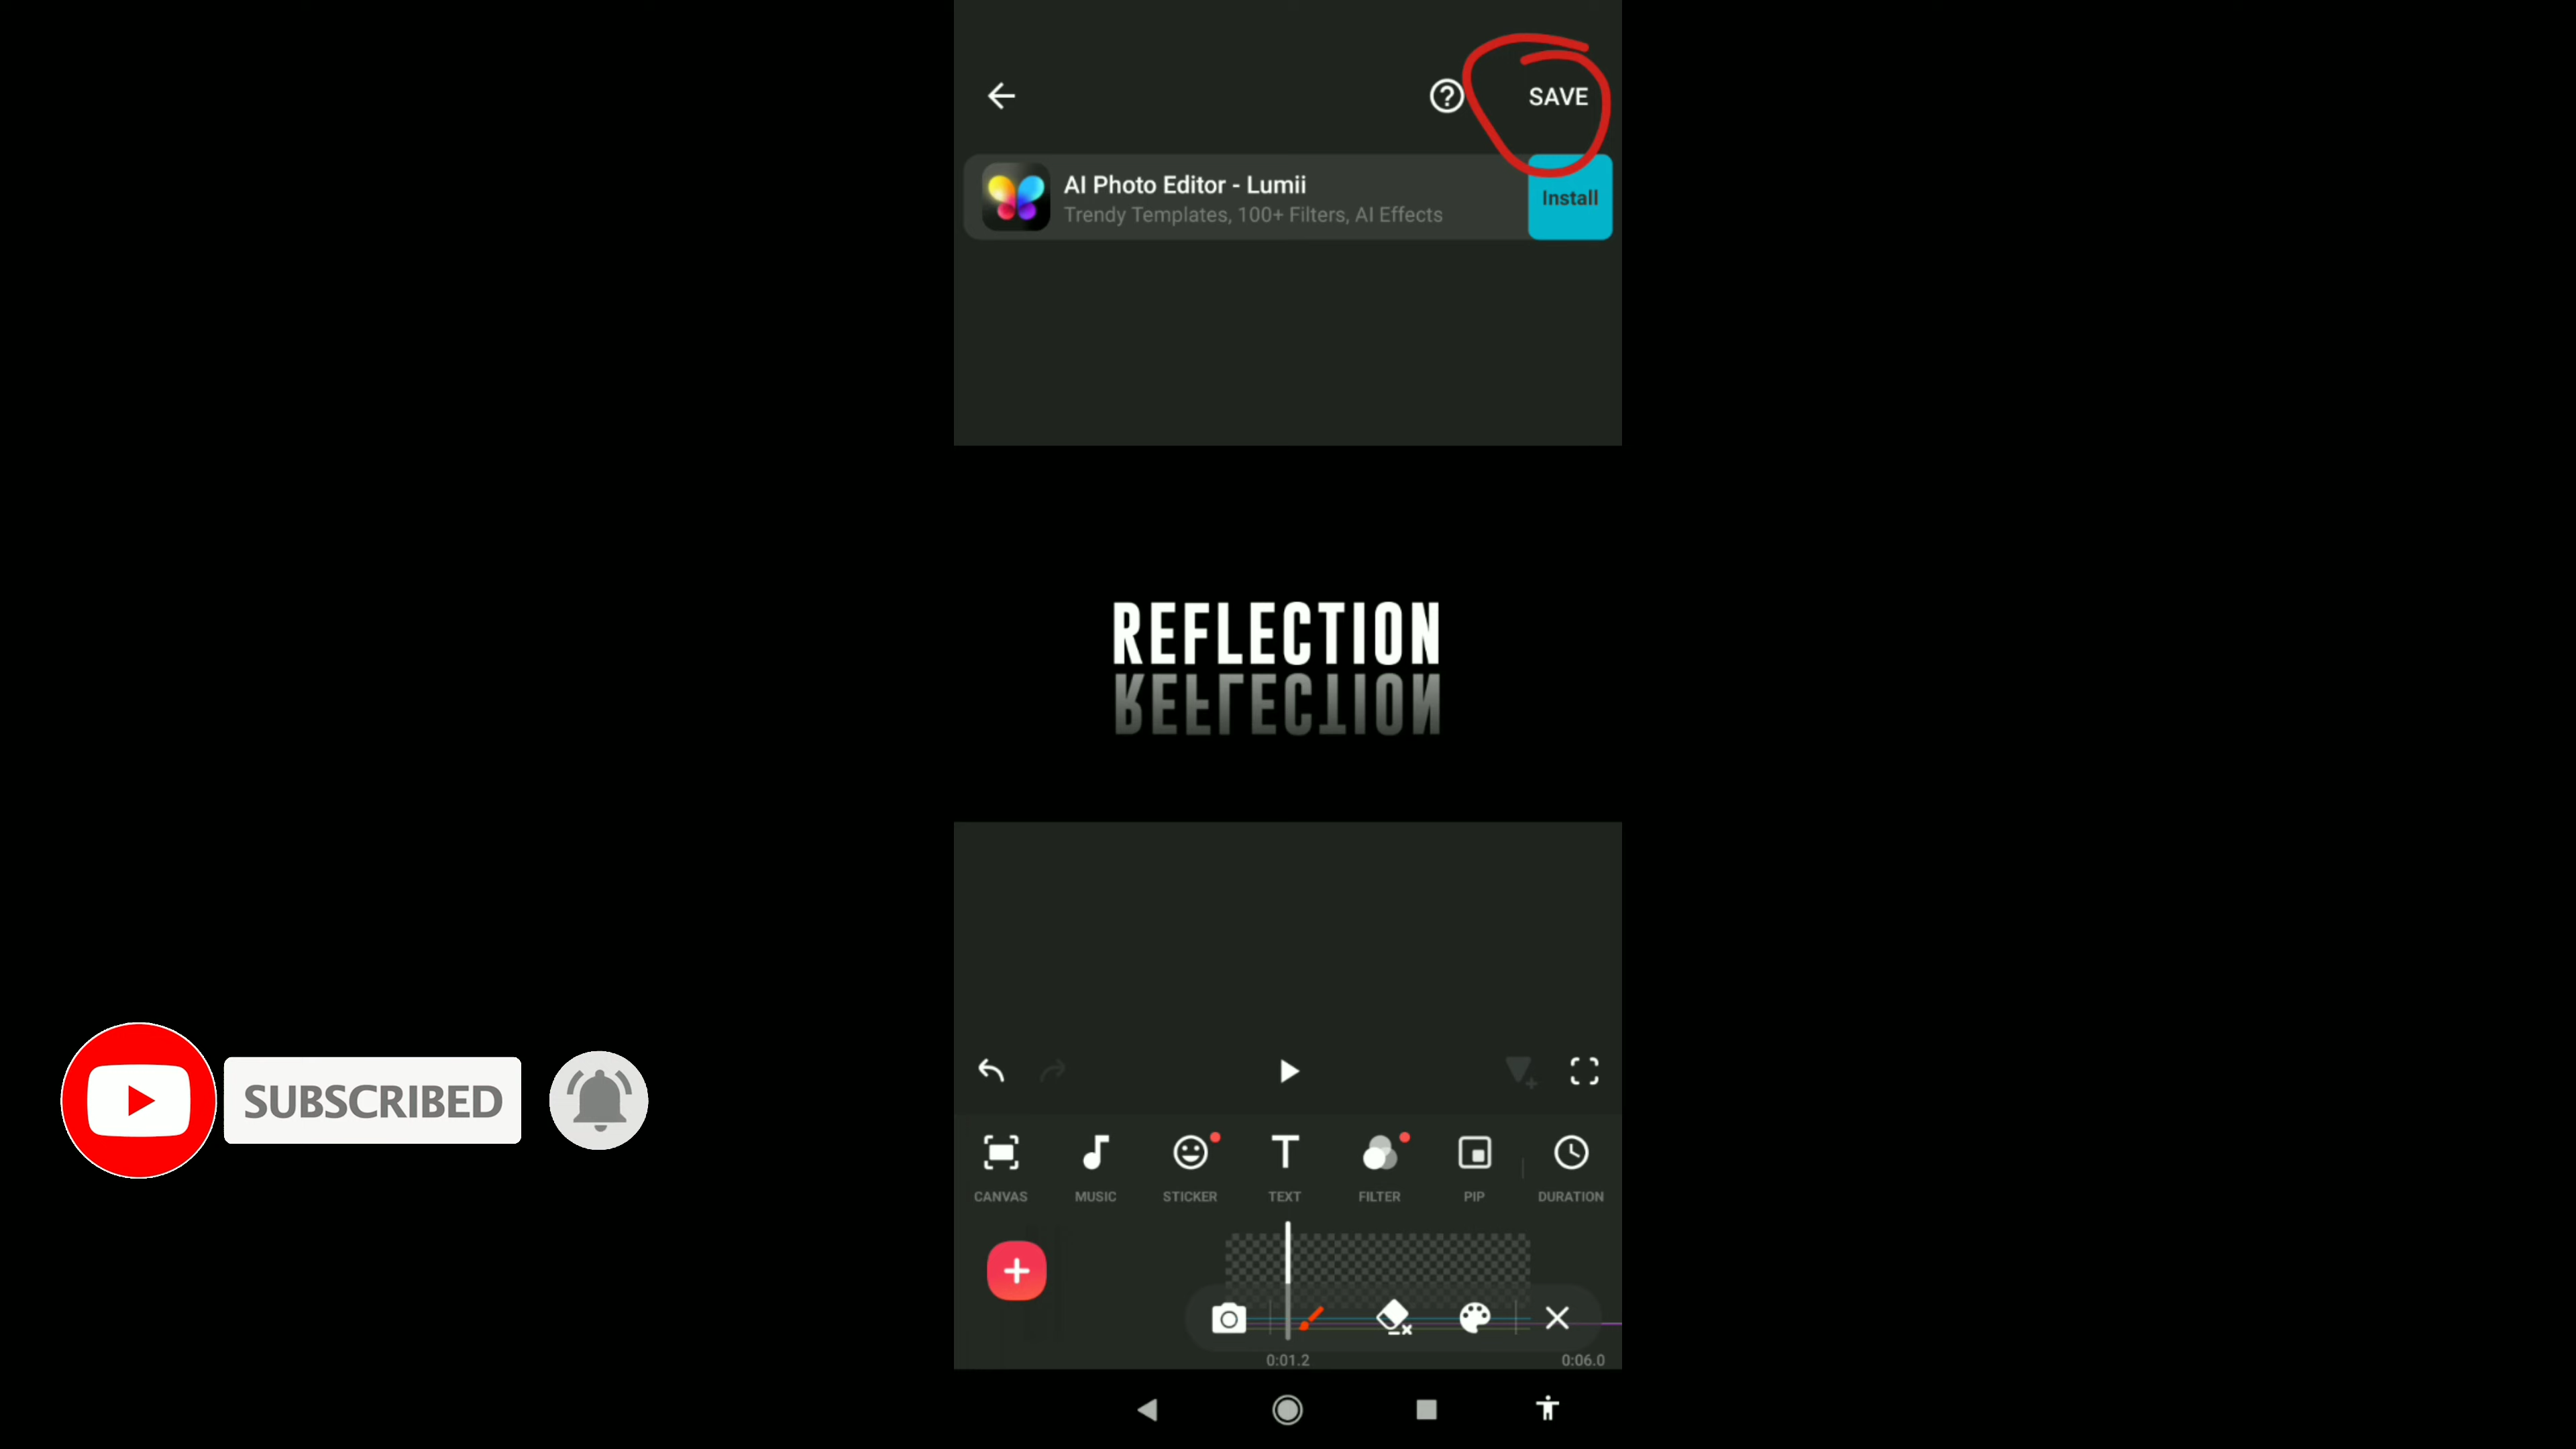 SAVE
AI Photo Editor - Lumii
Trendy Templates, 100+ Filters, AI Effects
Install
REFLECTION
REFLECTION
SUBSCRIBED
CANVAS
MUSIC
STICKER
TEXT
FILTER
PIP
DURATION
0:01.2
0:06.0